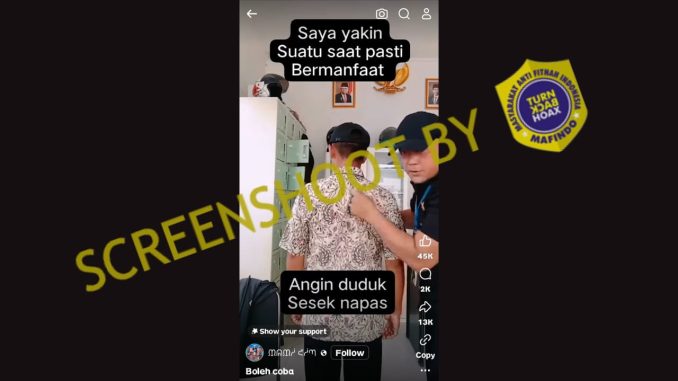 Saya yakin
Suatu saat pasti
Bermanfaat
SCREENSHOOT BY
MASYARAKAT ANTI FITNAH INDONESIA
TURN
BACK
HOAX
MAFINDO
45K
2K
13K
Angin duduk
Sesek napas
Show your support
Follow
Copy
Boleh coba